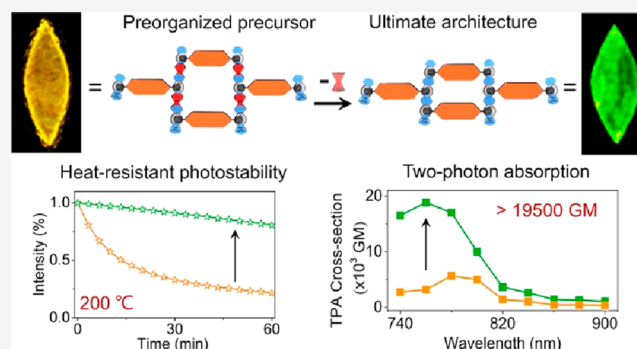 Preorganized precursor
Ultimate architecture
=
-
=
Heat-resistant photostability
Two-photon absorption
Intensity (%)
1.0
0.5
0.0
200 ℃
0
30
60
Time (min)
TPA Cross-section
(x10³ GM)
20
10
0
> 19500 GM
740
820
900
Wavelength (nm)